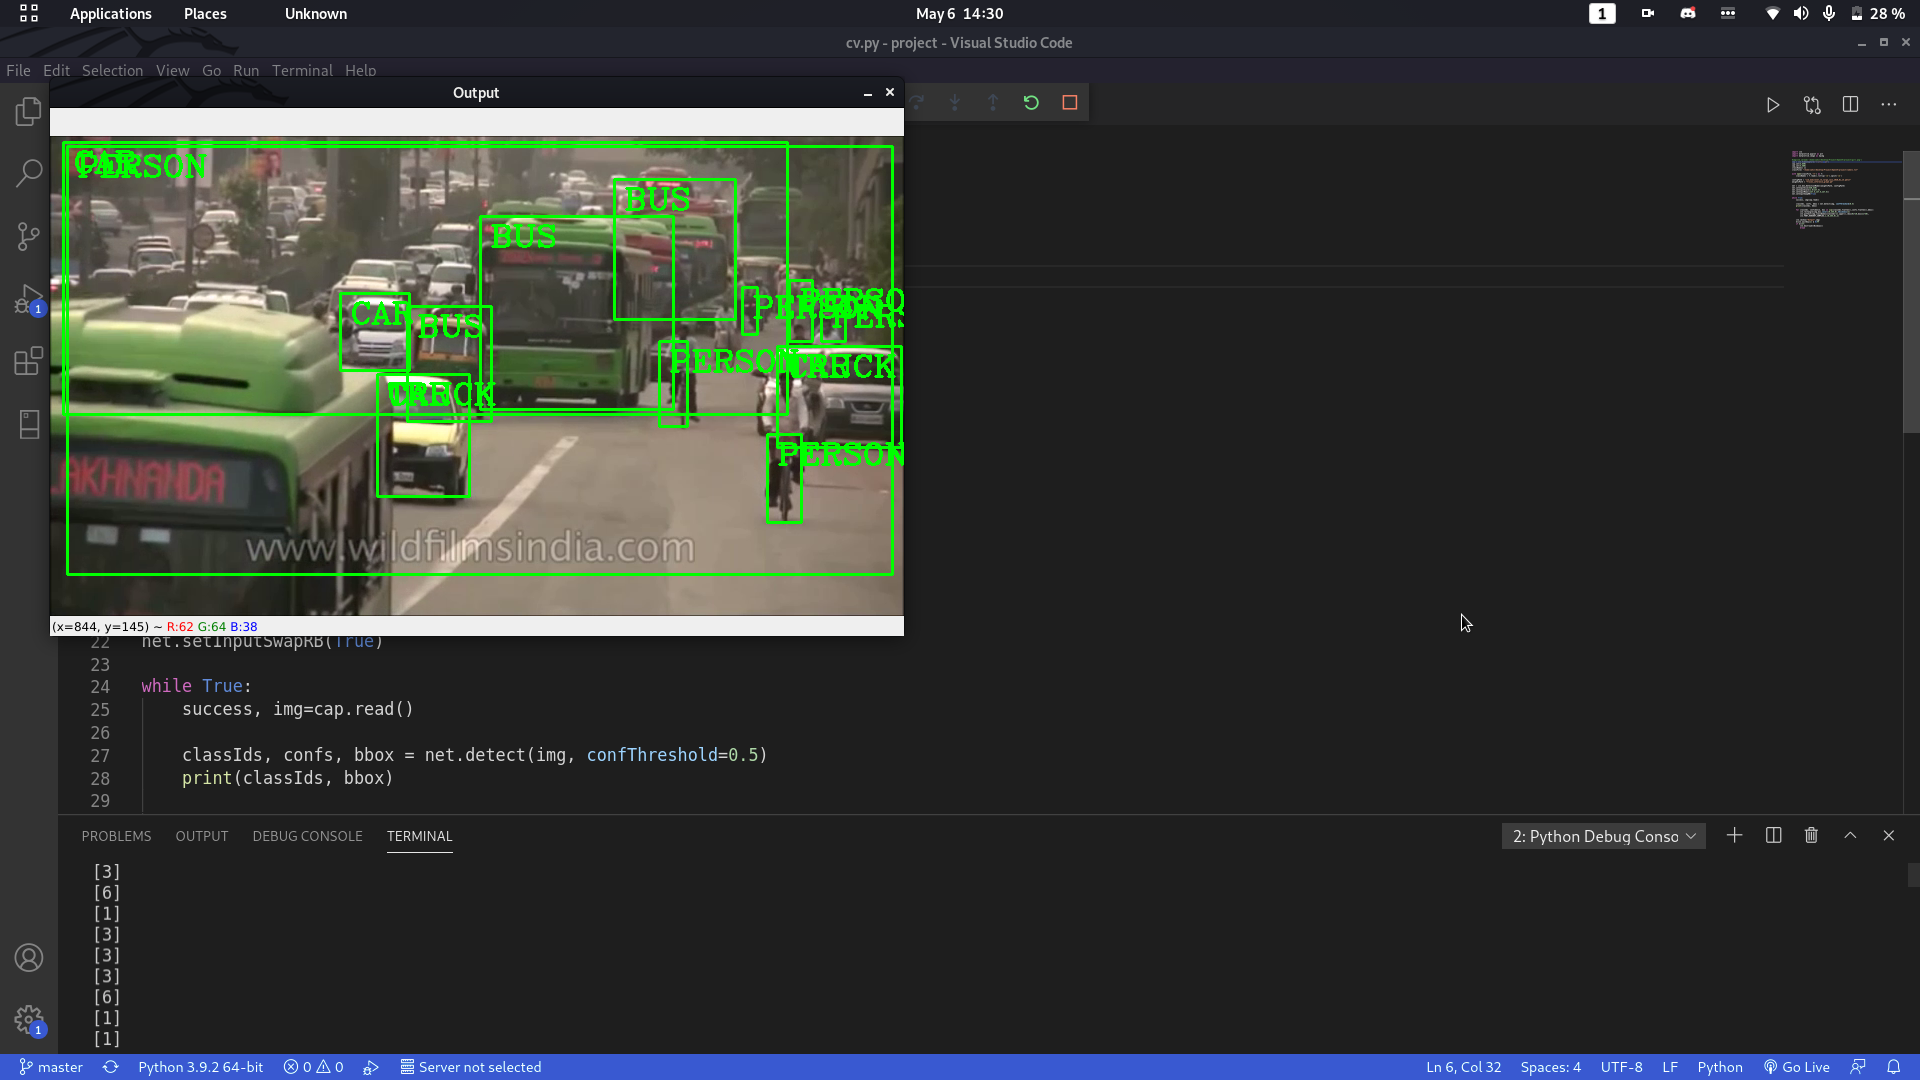 Applications Places Unknown May 6 14:30 1 28 %
cv.py - project - Visual Studio Code
File Edit Selection View Go Run Terminal Help
Output
PERSON
BUS
BUS
CAR
BUS
PERSON
PERSON
TRUCK
TRUCK
PERSON
AKHNANDA
www.wildfilmsindia.com
(x=844, y=145) ~ R:62 G:64 B:38
22 net.setInputSwapRB(True)
23
24 while True:
25 success, img=cap.read()
26
27 classIds, confs, bbox = net.detect(img, confThreshold=0.5)
28 print(classIds, bbox)
29
1
PROBLEMS OUTPUT DEBUG CONSOLE TERMINAL 2: Python Debug Conso
[3]
[6]
[1]
[3]
[3]
[3]
[6]
[1]
[1]
1
master Python 3.9.2 64-bit 0 0 Server not selected Ln 6, Col 32 Spaces: 4 UTF-8 LF Python Go Live